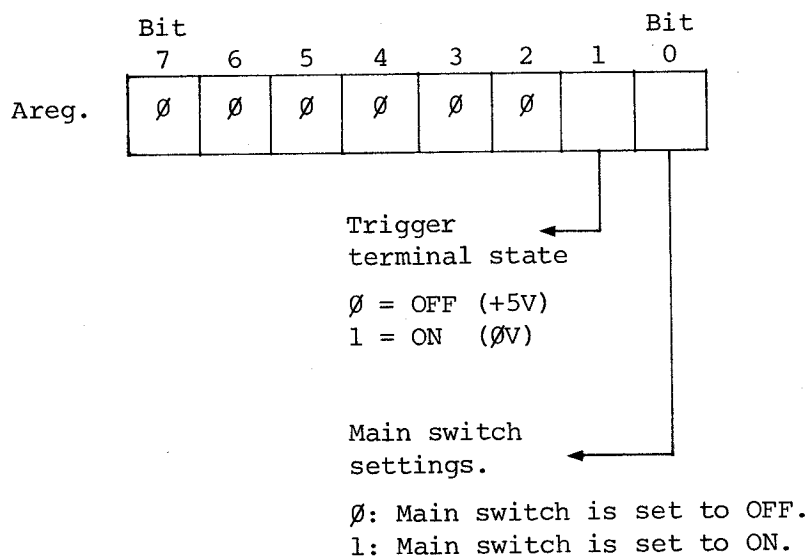 Bit Bit
7 6 5 4 3 2 1 0
Areg. Ø Ø Ø Ø Ø Ø
Trigger
terminal state
Ø = OFF (+5V)
1 = ON (ØV)
Main switch
settings.
Ø: Main switch is set to OFF.
1: Main switch is set to ON.